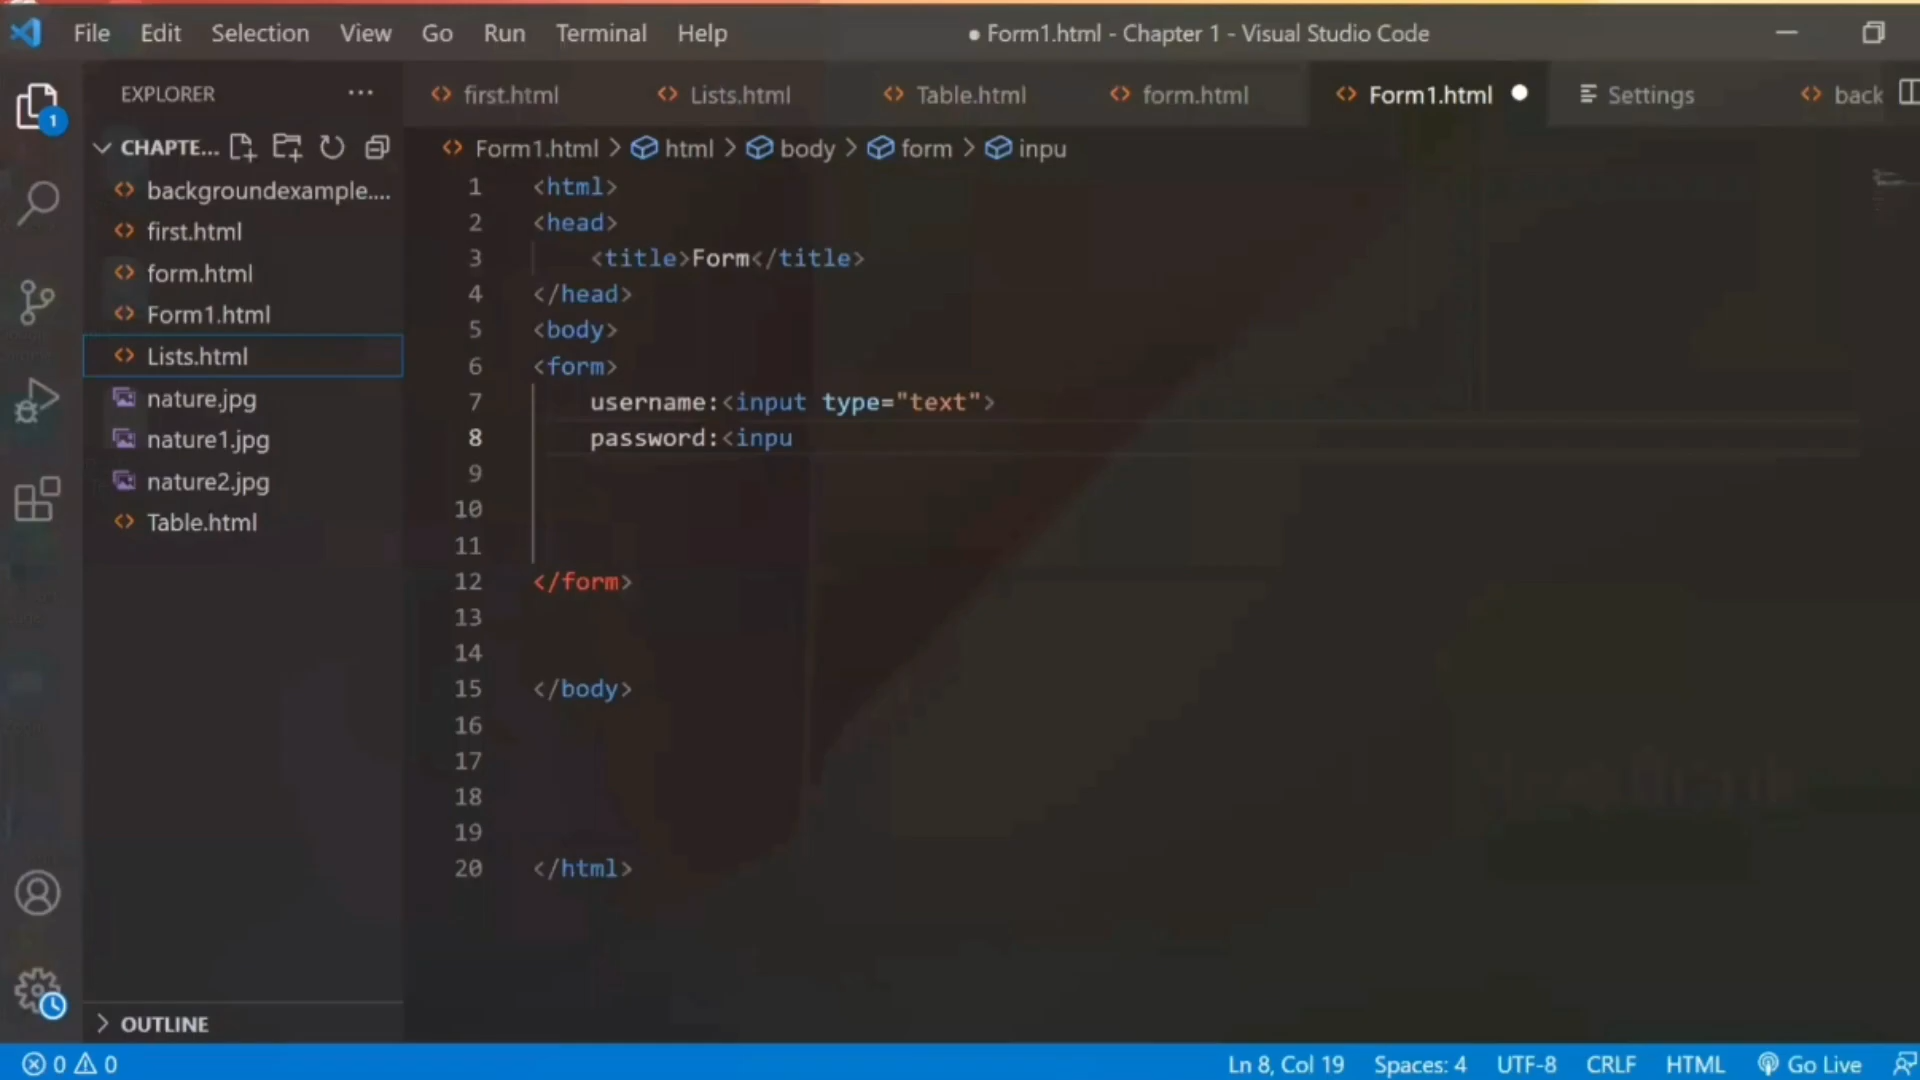 File Edit Selection View Go Run Terminal Help
● Form1.html - Chapter 1 - Visual Studio Code
EXPLORER
first.html
Lists.html
Table.html
form.html
Form1.html
Settings
back
1
CHAPTE...
Form1.html > html > body > form > inpu
backgroundexample....
first.html
form.html
Form1.html
Lists.html
nature.jpg
nature1.jpg
nature2.jpg
Table.html
1 <html>
2 <head>
3 <title>Form</title>
4 </head>
5 <body>
6 <form>
7 username:<input type="text">
8 password:<inpu
9
10
11
12 </form>
13
14
15 </body>
16
17
18
19
20 </html>
OUTLINE
0 0
Ln 8, Col 19 Spaces: 4 UTF-8 CRLF HTML Go Live